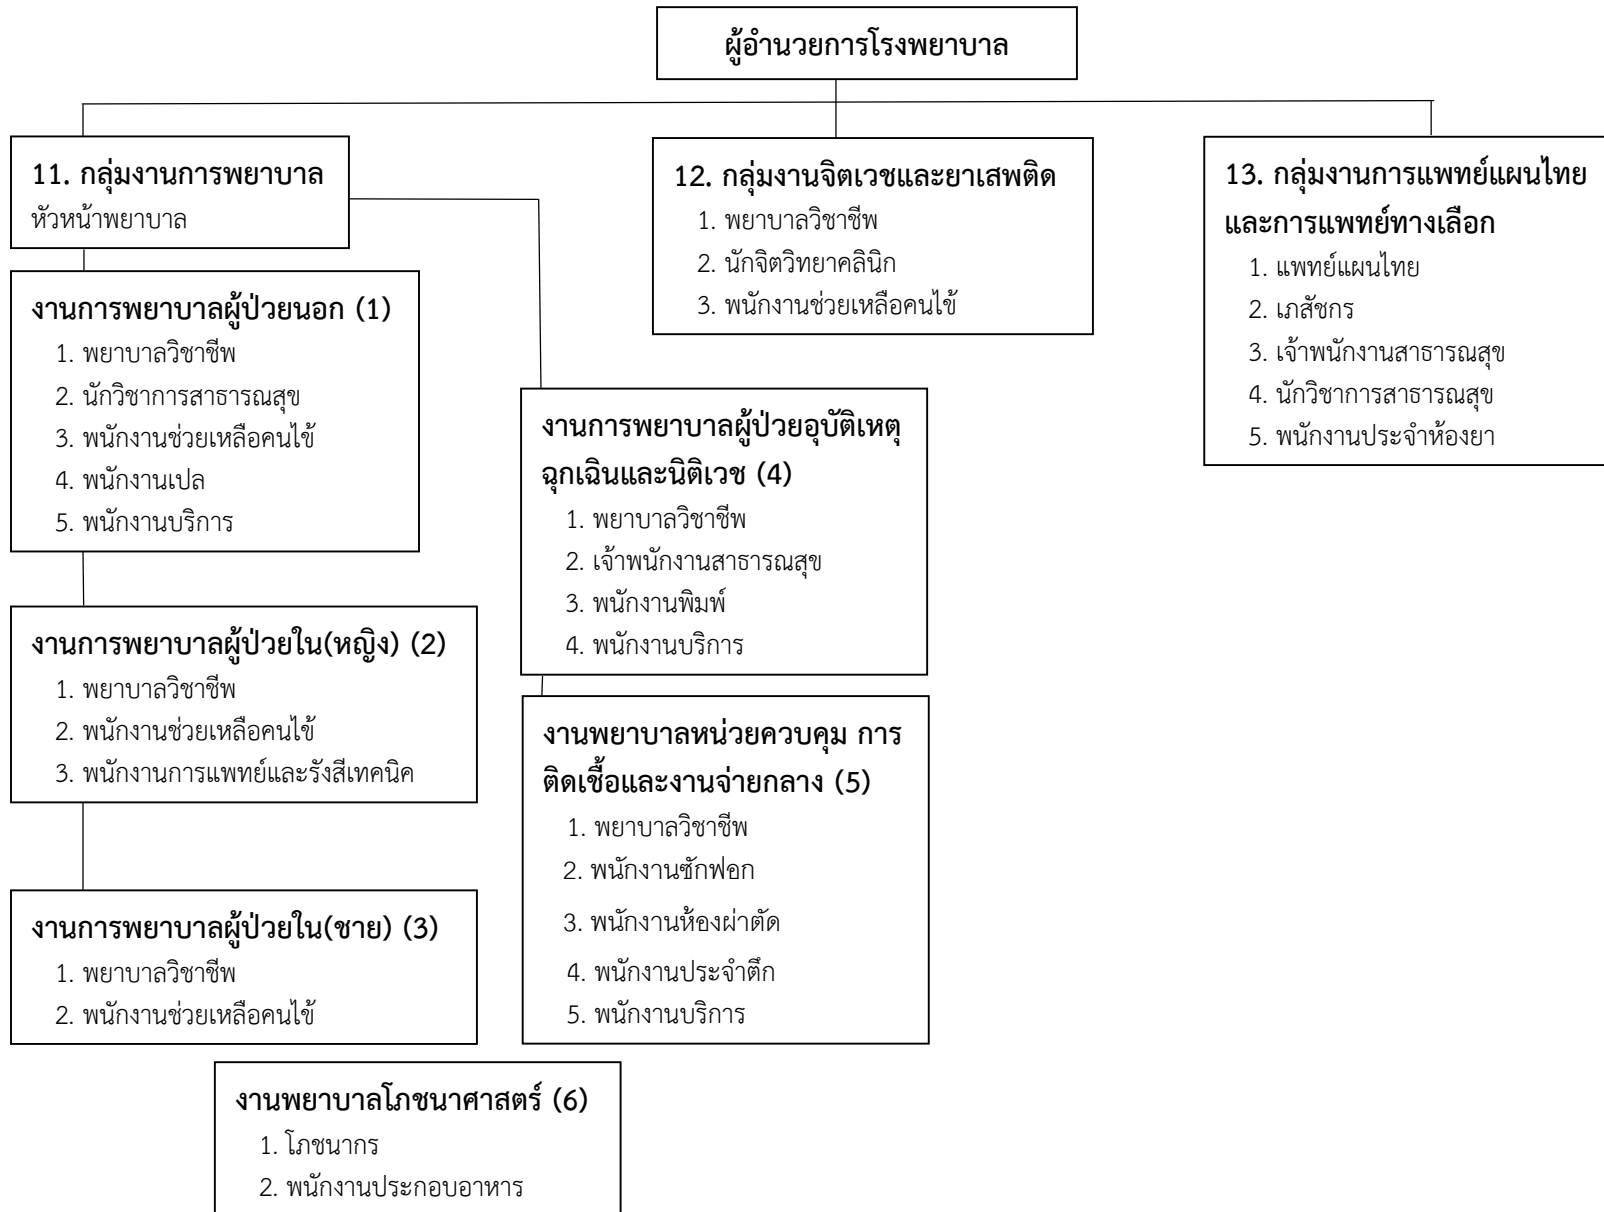 ผู้อำนวยการโรงพยาบาล
11. กลุ่มงานการพยาบาล
หัวหน้าพยาบาล
งานการพยาบาลผู้ป่วยนอก (1)
1. พยาบาลวิชาชีพ
2. นักวิชาการสาธารณสุข
3. พนักงานช่วยเหลือคนไข้
4. พนักงานเปล
5. พนักงานบริการ
งานการพยาบาลผู้ป่วยใน(หญิง) (2)
1. พยาบาลวิชาชีพ
2. พนักงานช่วยเหลือคนไข้
3. พนักงานการแพทย์และรังสีเทคนิค
งานการพยาบาลผู้ป่วยใน(ชาย) (3)
1. พยาบาลวิชาชีพ
2. พนักงานช่วยเหลือคนไข้
งานการพยาบาลผู้ป่วยอุบัติเหตุ
ฉุกเฉินและนิติเวช (4)
1. พยาบาลวิชาชีพ
2. เจ้าพนักงานสาธารณสุข
3. พนักงานพิมพ์
4. พนักงานบริการ
งานพยาบาลหน่วยควบคุม การ
ติดเชื้อและงานจ่ายกลาง (5)
1. พยาบาลวิชาชีพ
2. พนักงานซักฟอก
3. พนักงานห้องผ่าตัด
4. พนักงานประจำตึก
5. พนักงานบริการ
งานพยาบาลโภชนาศาสตร์ (6)
1. โภชนากร
2. พนักงานประกอบอาหาร
12. กลุ่มงานจิตเวชและยาเสพติด
1. พยาบาลวิชาชีพ
2. นักจิตวิทยาคลินิก
3. พนักงานช่วยเหลือคนไข้
13. กลุ่มงานการแพทย์แผนไทย
และการแพทย์ทางเลือก
1. แพทย์แผนไทย
2. เภสัชกร
3. เจ้าพนักงานสาธารณสุข
4. นักวิชาการสาธารณสุข
5. พนักงานประจำห้องยา